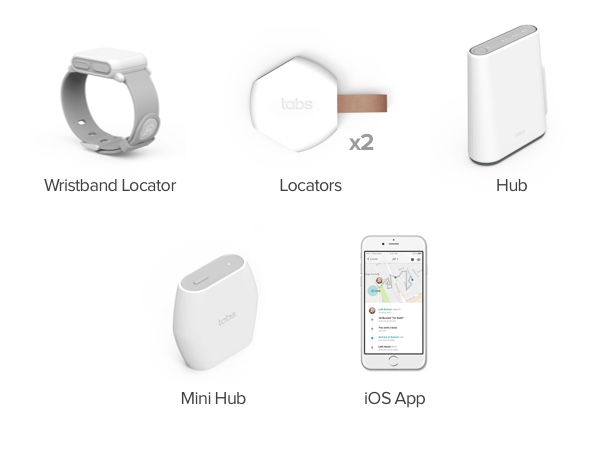 tabs
x2
Wristband Locator
Locators
Hub
tabs
Mini Hub
iOS App